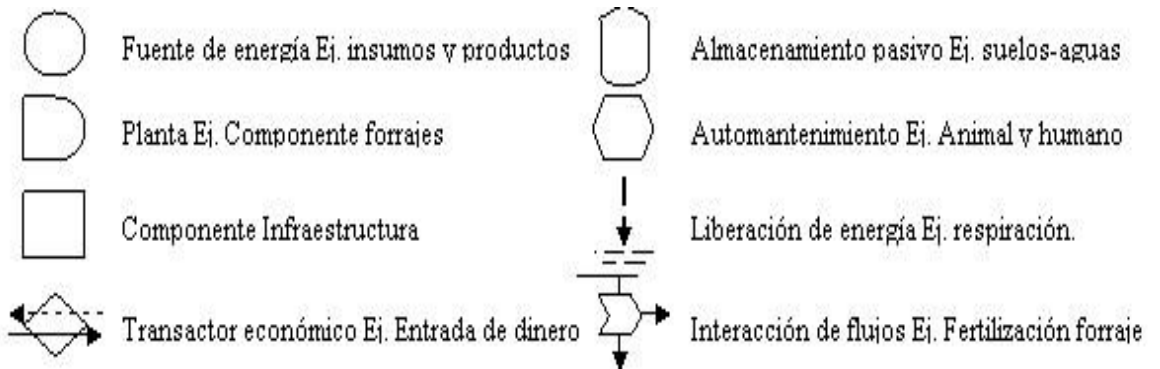 Fuente de energía Ej. insumos y productos
Planta Ej. Componente forrajes
Componente Infraestructura
Transactor económico Ej. Entrada de dinero
Almacenamiento pasivo Ej. suelos-aguas
Automantenimiento Ej. Animal y humano
Liberación de energía Ej. respiración.
Interacción de flujos Ej. Fertilización forraje